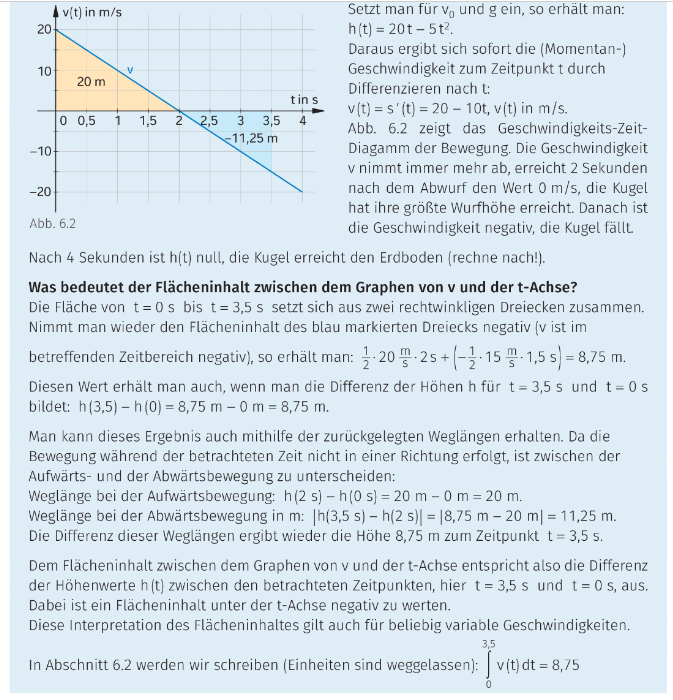 v(t) in m/s
20
10
20 m
v
t in s
0 0,5 1 1,5 2 2,5 3 3,5 4
−11,25 m
−10
−20
Abb. 6.2
Setzt man für v₀ und g ein, so erhält man:
h(t) = 20t − 5t².
Daraus ergibt sich sofort die (Momentan-)
Geschwindigkeit zum Zeitpunkt t durch
Differenzieren nach t:
v(t) = s′(t) = 20 − 10t, v(t) in m/s.
Abb. 6.2 zeigt das Geschwindigkeits-Zeit-
Diagamm der Bewegung. Die Geschwindigkeit
v nimmt immer mehr ab, erreicht 2 Sekunden
nach dem Abwurf den Wert 0 m/s, die Kugel
hat ihre größte Wurfhöhe erreicht. Danach ist
die Geschwindigkeit negativ, die Kugel fällt.
Nach 4 Sekunden ist h(t) null, die Kugel erreicht den Erdboden (rechne nach!).
Was bedeutet der Flächeninhalt zwischen dem Graphen von v und der t-Achse?
Die Fläche von t = 0 s bis t = 3,5 s setzt sich aus zwei rechtwinkligen Dreiecken zusammen.
Nimmt man wieder den Flächeninhalt des blau markierten Dreiecks negativ (v ist im
betreffenden Zeitbereich negativ), so erhält man: 1/2 · 20 m/s · 2 s + (−1/2 · 15 m/s · 1,5 s) = 8,75 m.
Diesen Wert erhält man auch, wenn man die Differenz der Höhen h für t = 3,5 s und t = 0 s
bildet: h(3,5) − h(0) = 8,75 m − 0 m = 8,75 m.
Man kann dieses Ergebnis auch mithilfe der zurückgelegten Weglängen erhalten. Da die
Bewegung während der betrachteten Zeit nicht in einer Richtung erfolgt, ist zwischen der
Aufwärts- und der Abwärtsbewegung zu unterscheiden:
Weglänge bei der Aufwärtsbewegung: h(2 s) − h(0 s) = 20 m − 0 m = 20 m.
Weglänge bei der Abwärtsbewegung in m: |h(3,5 s) − h(2 s)| = |8,75 m − 20 m| = 11,25 m.
Die Differenz dieser Weglängen ergibt wieder die Höhe 8,75 m zum Zeitpunkt t = 3,5 s.
Dem Flächeninhalt zwischen dem Graphen von v und der t-Achse entspricht also die Differenz
der Höhenwerte h(t) zwischen den betrachteten Zeitpunkten, hier t = 3,5 s und t = 0 s, aus.
Dabei ist ein Flächeninhalt unter der t-Achse negativ zu werten.
Diese Interpretation des Flächeninhaltes gilt auch für beliebig variable Geschwindigkeiten.
In Abschnitt 6.2 werden wir schreiben (Einheiten sind weggelassen): ∫₀^3,5 v(t) dt = 8,75